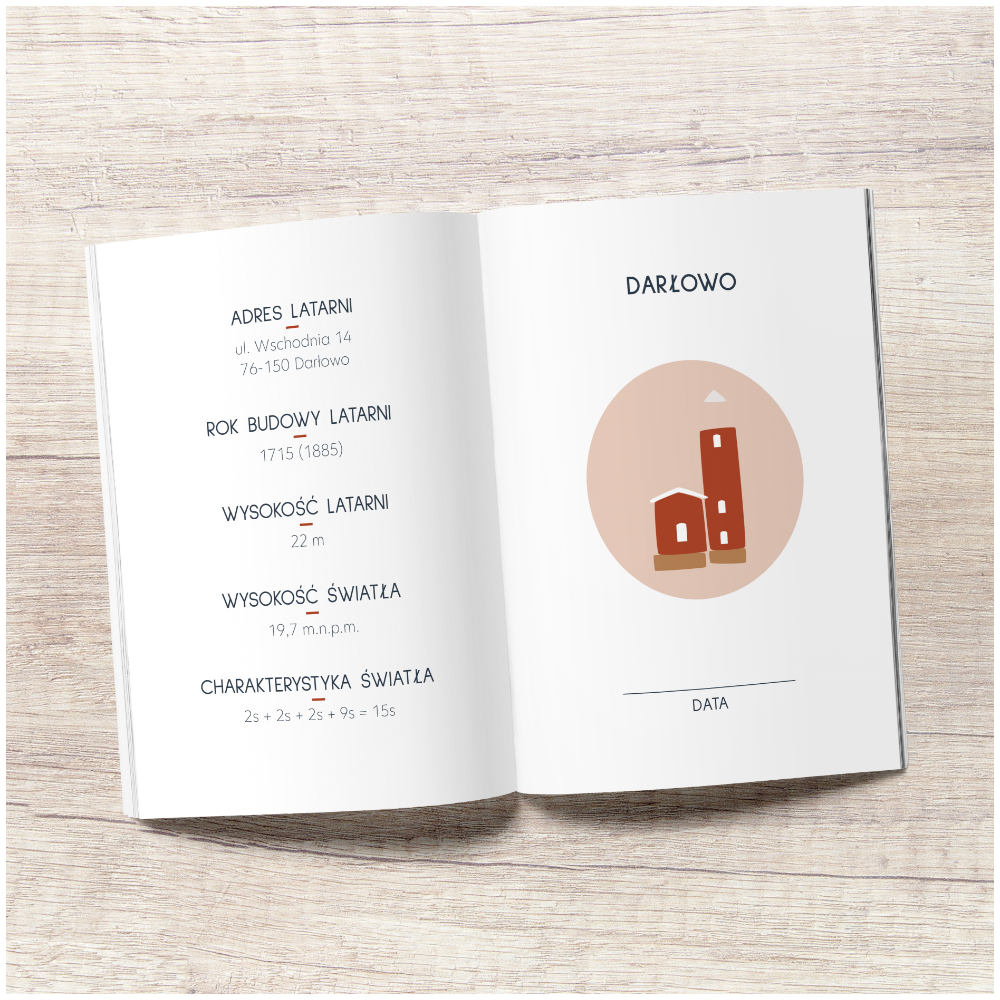 ADRES LATARNI
ul. Wschodnia 14
76-150 Darłowo
ROK BUDOWY LATARNI
1715 (1885)
WYSOKOŚĆ LATARNI
22 m
WYSOKOŚĆ ŚWIATŁA
19,7 m.n.p.m.
CHARAKTERYSTYKA ŚWIATŁA
2s + 2s + 2s + 9s = 15s
DARŁOWO
DATA